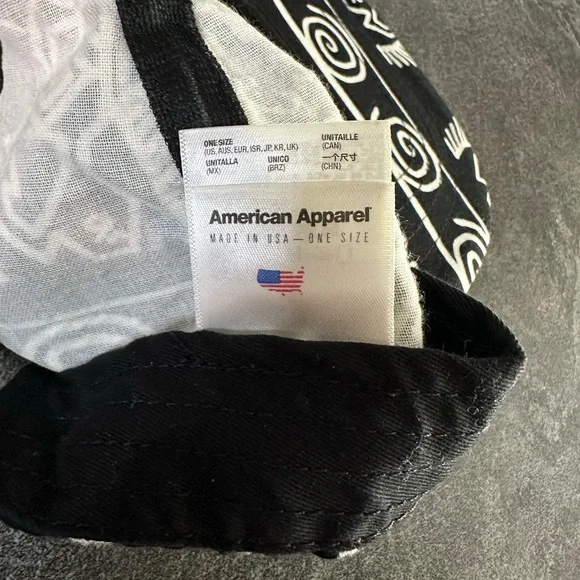 ONE SIZE UNITAILLE
(US, AUS, EUR, ISR, JP, KR, UK) (CAN)
UNITALLA UNICO 一个尺寸
(MX) (BRZ) (CHN)
American Apparel
MADE IN USA—ONE SIZE